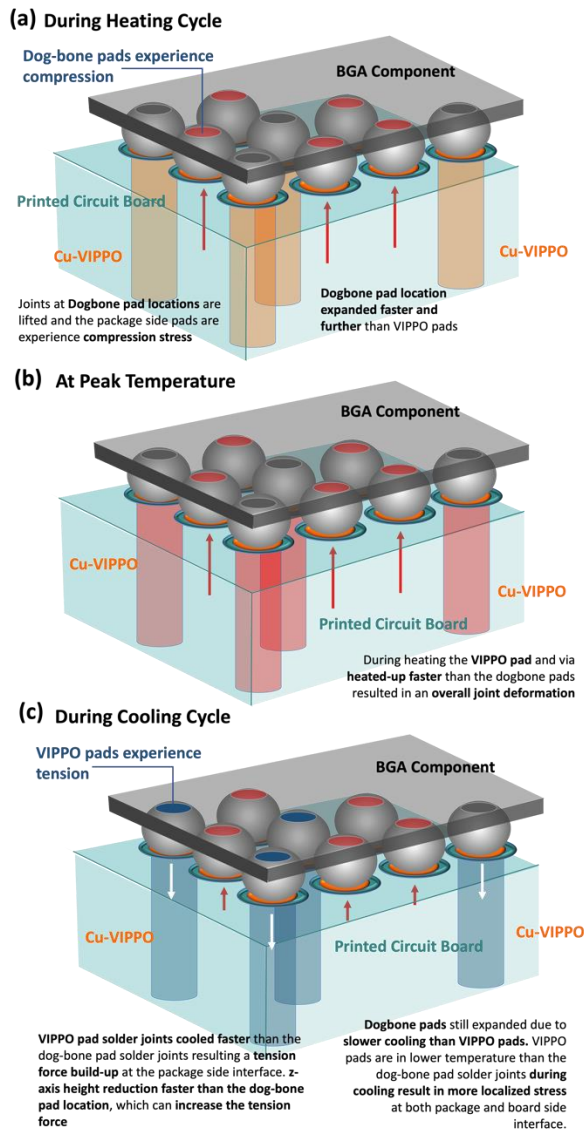 (a) During Heating Cycle
Dog-bone pads experience
compression
BGA Component
Printed Circuit Board
Cu-VIPPO
Cu-VIPPO
Joints at Dogbone pad locations are
lifted and the package side pads are
experience compression stress
Dogbone pad location
expanded faster and
further than VIPPO pads
(b) At Peak Temperature
BGA Component
Cu-VIPPO
Cu-VIPPO
Printed Circuit Board
During heating the VIPPO pad and via
heated-up faster than the dogbone pads
resulted in an overall joint deformation
(c) During Cooling Cycle
VIPPO pads experience
tension
BGA Component
Cu-VIPPO
Printed Circuit Board
Cu-VIPPO
VIPPO pad solder joints cooled faster than the
dog-bone pad solder joints resulting a tension
force build-up at the package side interface. z-
axis height reduction faster than the dog-bone
pad location, which can increase the tension
force
Dogbone pads still expanded due to
slower cooling than VIPPO pads. VIPPO
pads are in lower temperature than the
dog-bone pad solder joints during
cooling result in more localized stress
at both package and board side
interface.